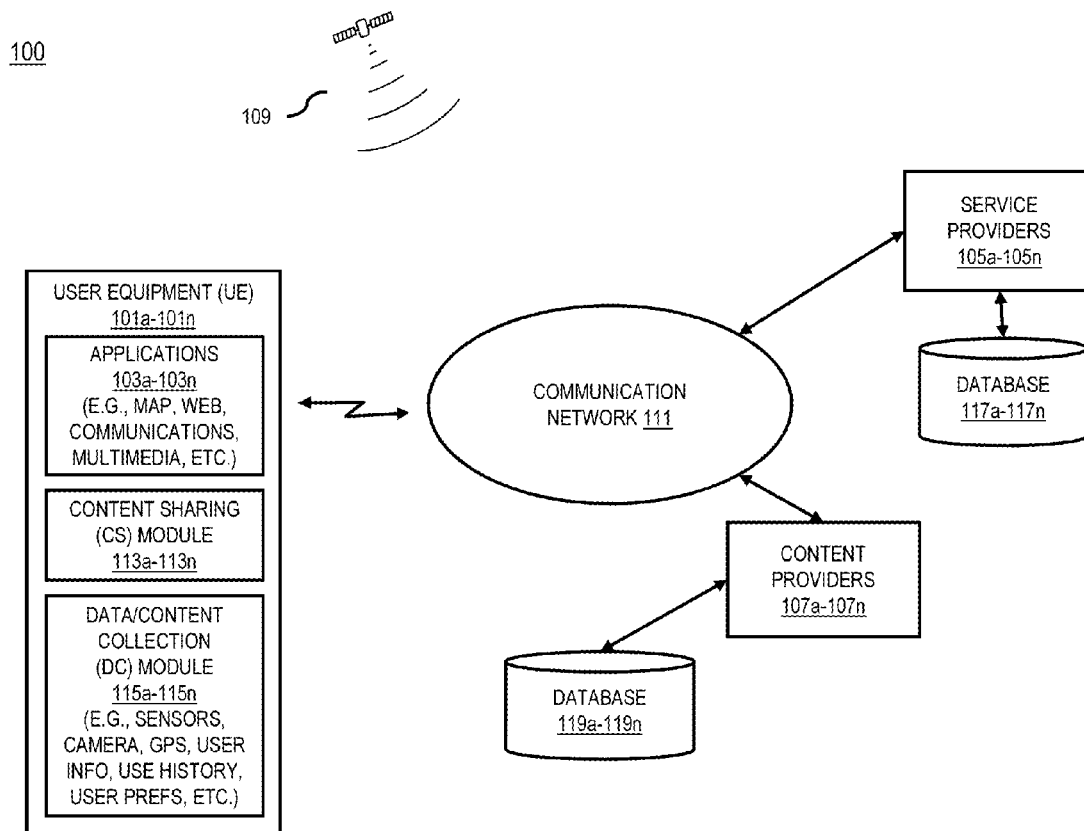 100
109
SERVICE
PROVIDERS
105a-105n
DATABASE
117a-117n
USER EQUIPMENT (UE)
101a-101n
APPLICATIONS
103a-103n
(E.G., MAP, WEB,
COMMUNICATIONS,
MULTIMEDIA, ETC.)
CONTENT SHARING
(CS) MODULE
113a-113n
DATA/CONTENT
COLLECTION
(DC) MODULE
115a-115n
(E.G., SENSORS,
CAMERA, GPS, USER
INFO, USE HISTORY,
USER PREFS, ETC.)
COMMUNICATION
NETWORK 111
CONTENT
PROVIDERS
107a-107n
DATABASE
119a-119n